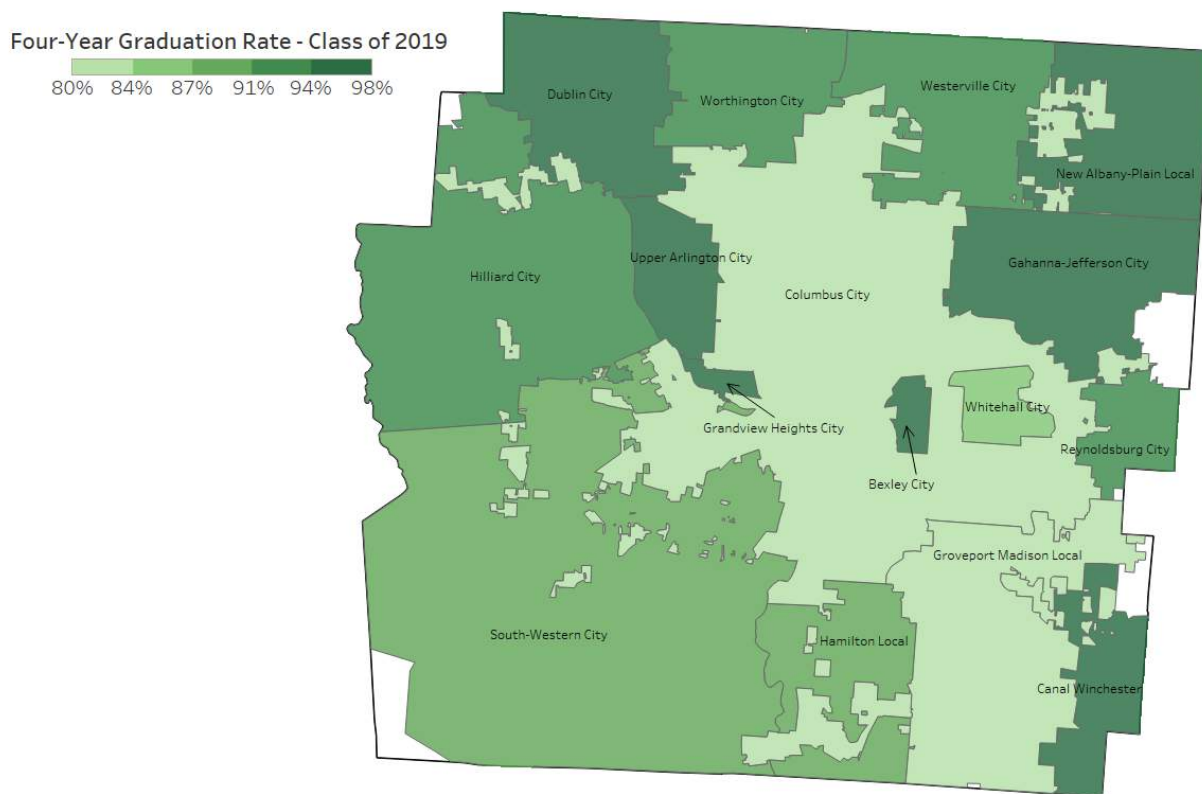 Four-Year Graduation Rate - Class of 2019
80% 84% 87% 91% 94% 98%
Dublin City
Worthington City
Westerville City
New Albany-Plain Local
Upper Arlington City
Gahanna-Jefferson City
Hilliard City
Columbus City
Whitehall City
Grandview Heights City
Reynoldsburg City
Bexley City
Groveport Madison Local
South-Western City
Hamilton Local
Canal Winchester